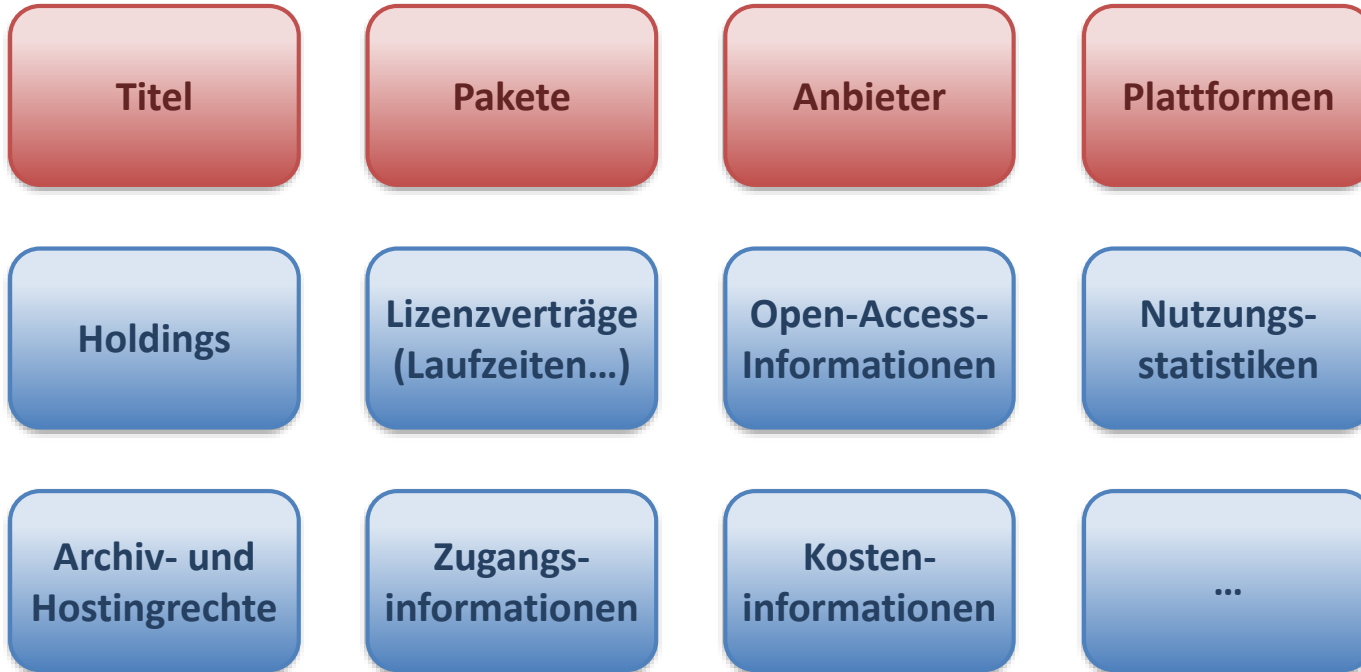 Titel
Pakete
Anbieter
Plattformen
Holdings
Lizenzverträge
(Laufzeiten…)
Open-Access-
Informationen
Nutzungs-
statistiken
Archiv- und
Hostingrechte
Zugangs-
informationen
Kosten-
informationen
…